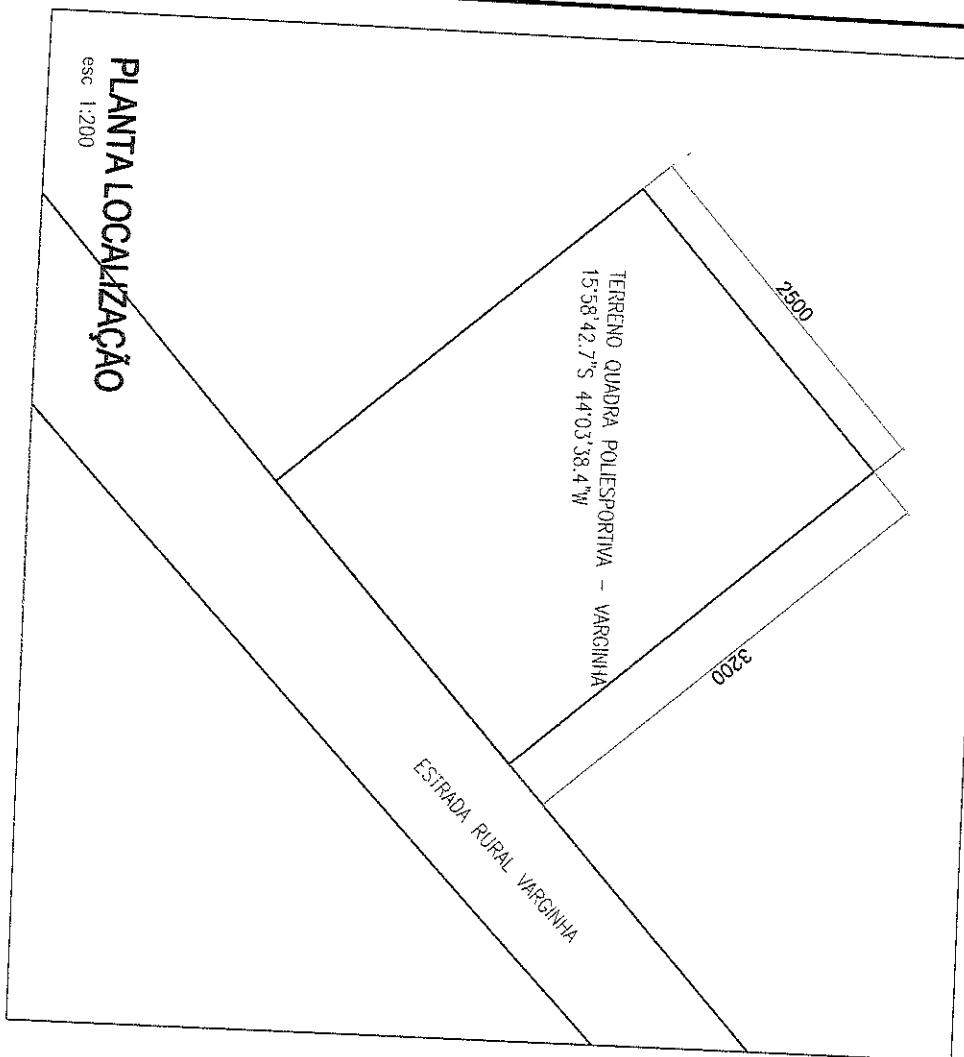 PLANTA LOCALIZAÇÃO
esc 1:200
TERRENO QUADRA POLIESPORTIVA - VARGINHA
15°58'42.7"S 44°03'38.4"W
2500
3200
ESTRADA RURAL VARGINHA